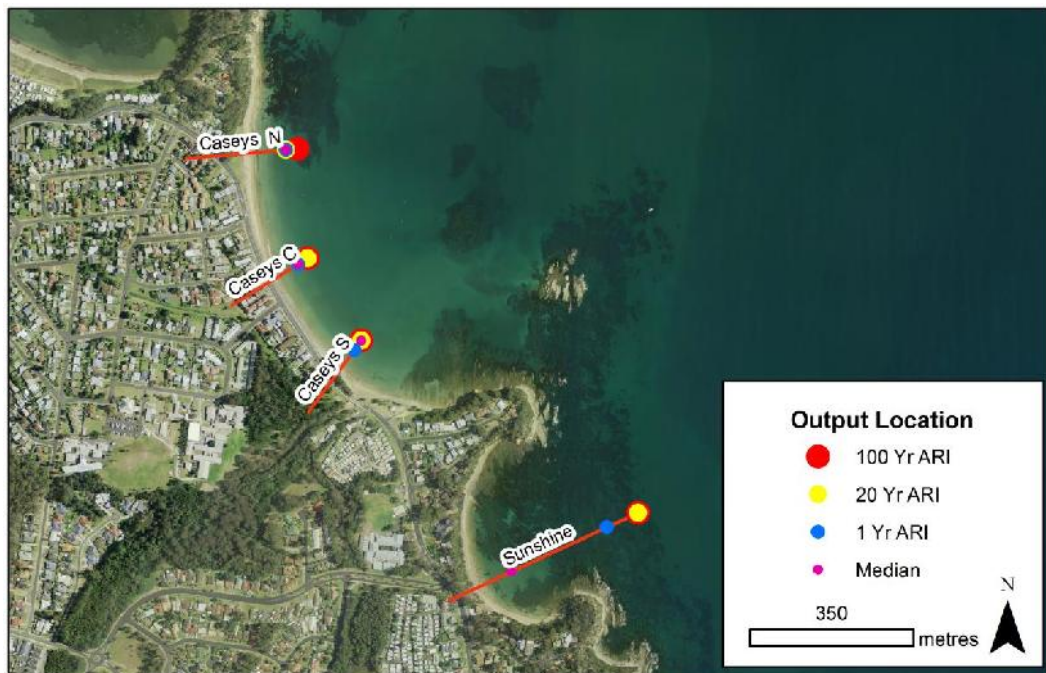 Caseys N
Caseys C
Caseys S
Sunshine
Output Location
100 Yr ARI
20 Yr ARI
1 Yr ARI
Median
N
350
metres